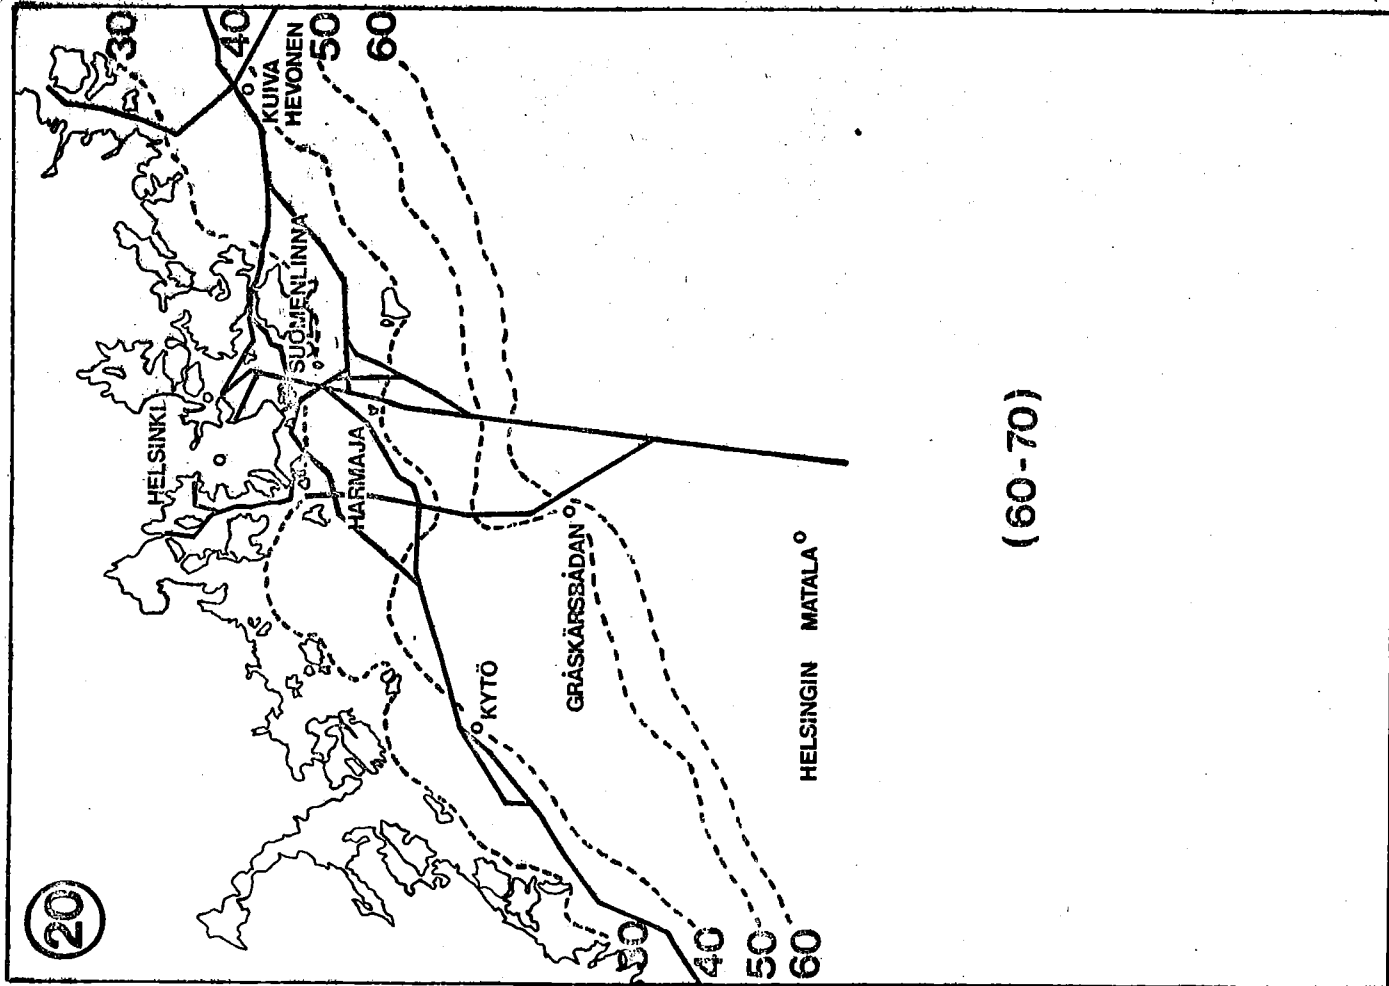 20
30
40
50
60
KUIVA
HEVONEN
SUOMENLINNA
HELSINKI
HARMAJA
KYTÖ
GRÅSKÄRSBÅDAN
HELSINGIN MATALA
30
40
50
60
(60-70)